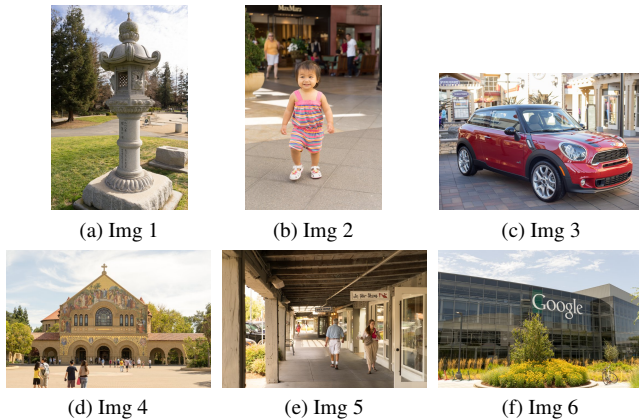 MaxMara
(a) Img 1
(b) Img 2
(c) Img 3
Google
(d) Img 4
(e) Img 5
(f) Img 6